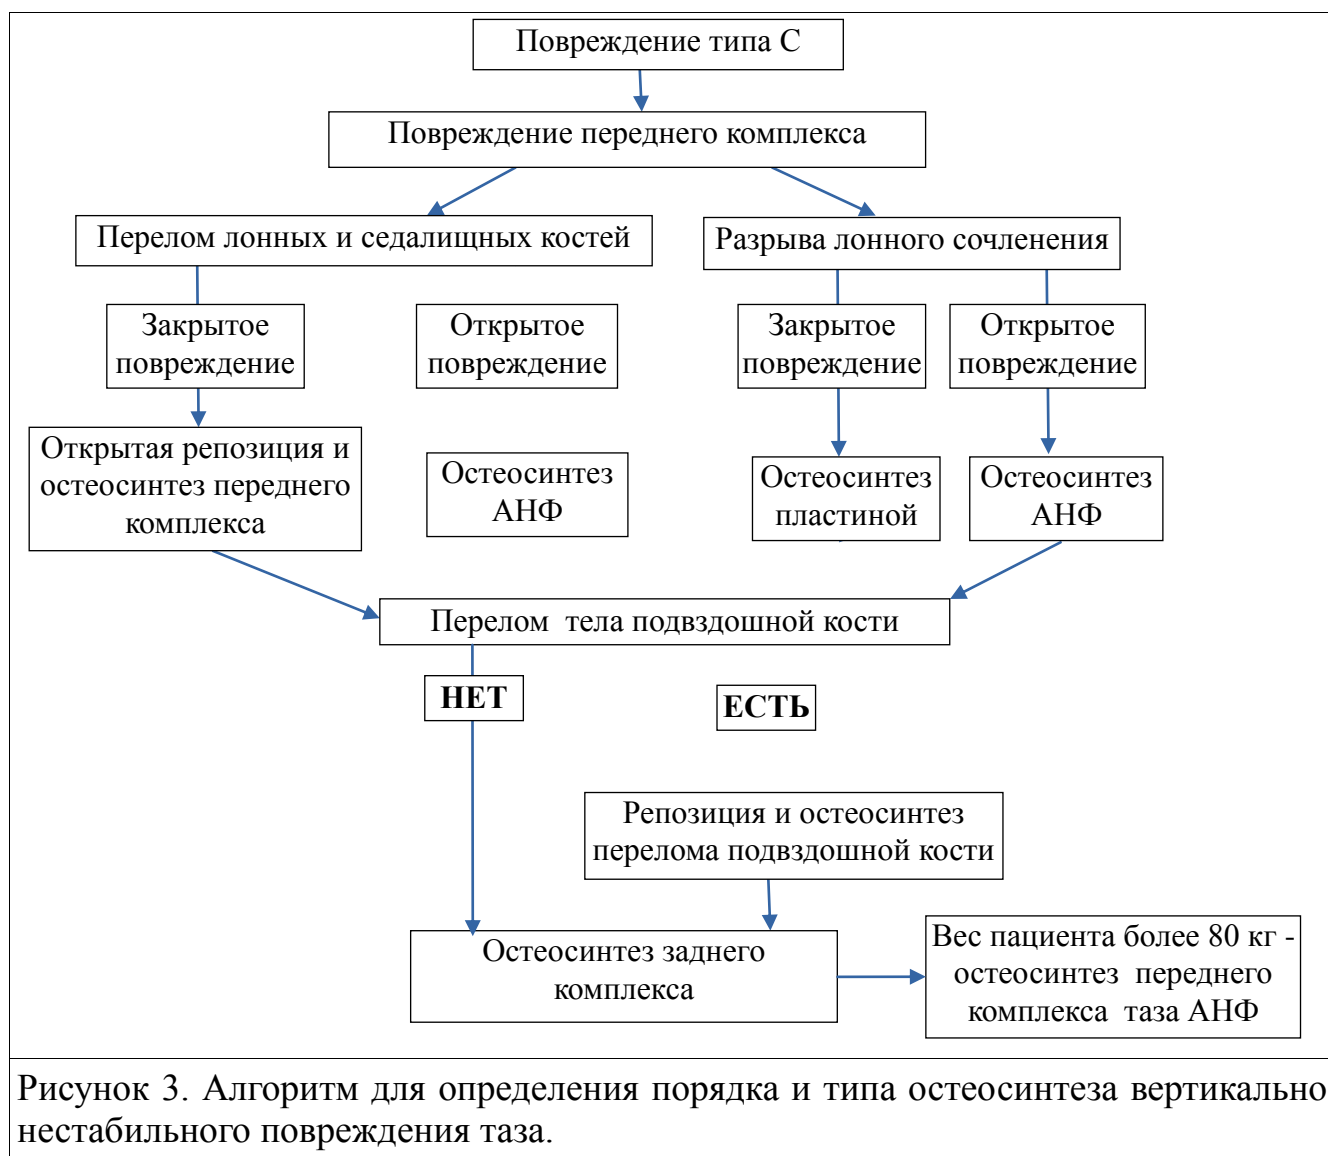 Повреждение типа С
Повреждение переднего комплекса
Перелом лонных и седалищных костей
Разрыва лонного сочленения
Закрытое
повреждение
Открытое
повреждение
Закрытое
повреждение
Открытое
повреждение
Открытая репозиция и
остеосинтез переднего
комплекса
Остеосинтез
АНФ
Остеосинтез
пластиной
Остеосинтез
АНФ
Перелом тела подвздошной кости
НЕТ
ЕСТЬ
Репозиция и остеосинтез
перелома подвздошной кости
Остеосинтез заднего
комплекса
Вес пациента более 80 кг -
остеосинтез переднего
комплекса таза АНФ
Рисунок 3. Алгоритм для определения порядка и типа остеосинтеза вертикально
нестабильного повреждения таза.